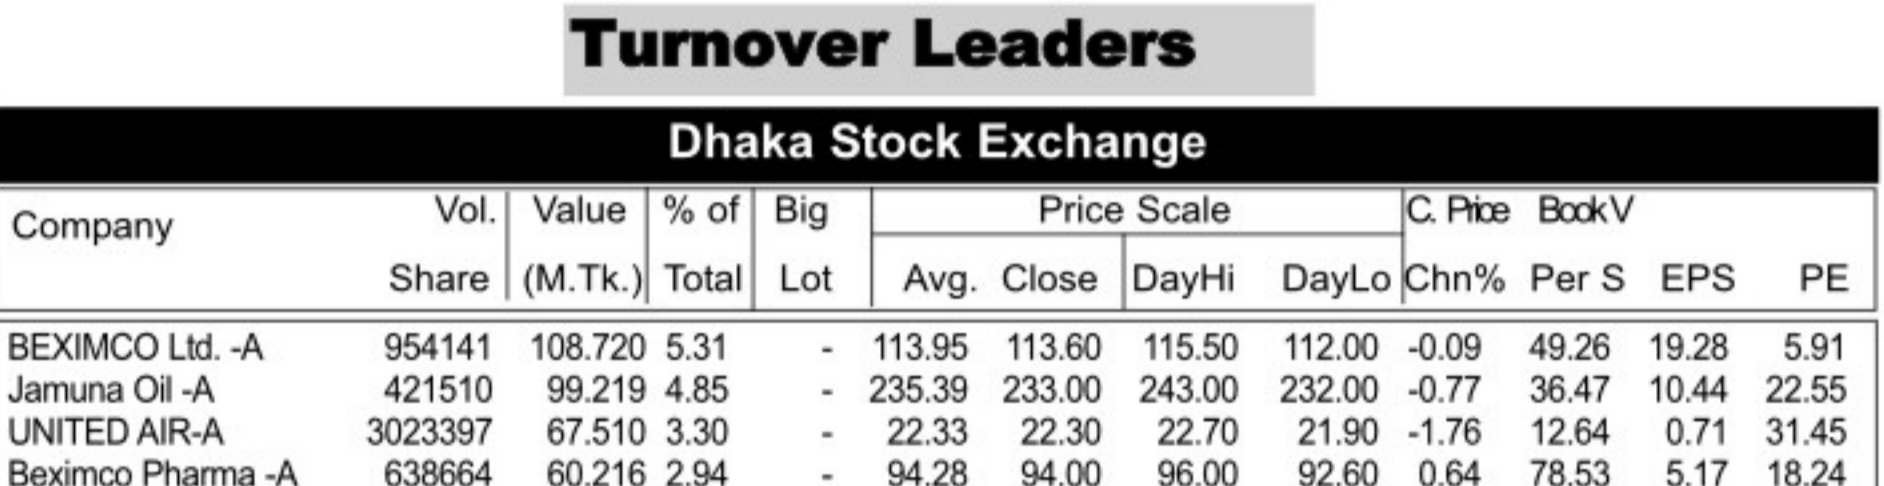 Turnover Leaders
Dhaka Stock Exchange
Company Vol. Value % of Big Price Scale C. Price BookV
Share (M.Tk.) Total Lot Avg. Close DayHi DayLo Chn% Per S EPS PE
BEXIMCO Ltd. -A 954141 108.720 5.31 - 113.95 113.60 115.50 112.00 -0.09 49.26 19.28 5.91
Jamuna Oil -A 421510 99.219 4.85 - 235.39 233.00 243.00 232.00 -0.77 36.47 10.44 22.55
UNITED AIR-A 3023397 67.510 3.30 - 22.33 22.30 22.70 21.90 -1.76 12.64 0.71 31.45
Beximco Pharma -A 638664 60.216 2.94 - 94.28 94.00 96.00 92.60 0.64 78.53 5.17 18.24